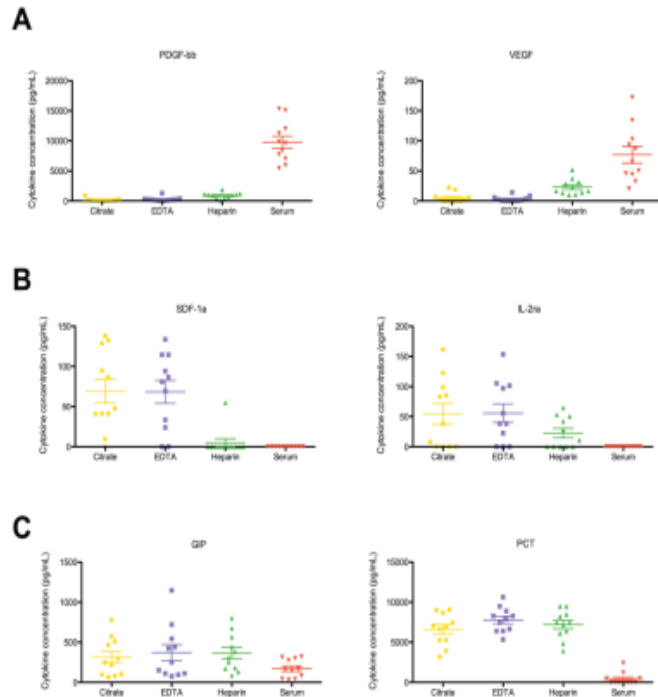 A
PDGF-bb
Cytokine concentration (pg/mL)
20000
15000
10000
5000
0
Citrate EDTA Heparin Serum
VEGF
Cytokine concentration (pg/mL)
200
150
100
50
0
Citrate EDTA Heparin Serum
B
SDF-1a
Cytokine concentration (pg/mL)
150
100
50
0
Citrate EDTA Heparin Serum
IL-2ra
Cytokine concentration (pg/mL)
200
150
100
50
0
Citrate EDTA Heparin Serum
C
GIP
Cytokine concentration (pg/mL)
1500
1000
500
0
Citrate EDTA Heparin Serum
PCT
Cytokine concentration (pg/mL)
15000
10000
5000
0
Citrate EDTA Heparin Serum